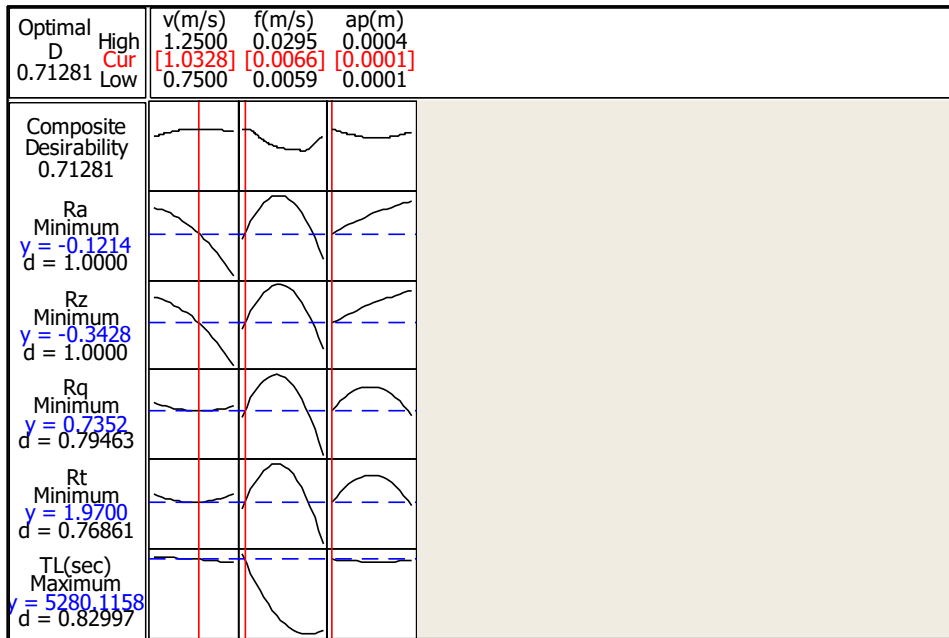 Optimal
D
0.71281
High
Cur
Low
v(m/s)
1.2500
[1.0328]
0.7500
f(m/s)
0.0295
[0.0066]
0.0059
ap(m)
0.0004
[0.0001]
0.0001
Composite
Desirability
0.71281
Ra
Minimum
y = -0.1214
d = 1.0000
Rz
Minimum
y = -0.3428
d = 1.0000
Rq
Minimum
y = 0.7352
d = 0.79463
Rt
Minimum
y = 1.9700
d = 0.76861
TL(sec)
Maximum
y = 5280.1158
d = 0.82997